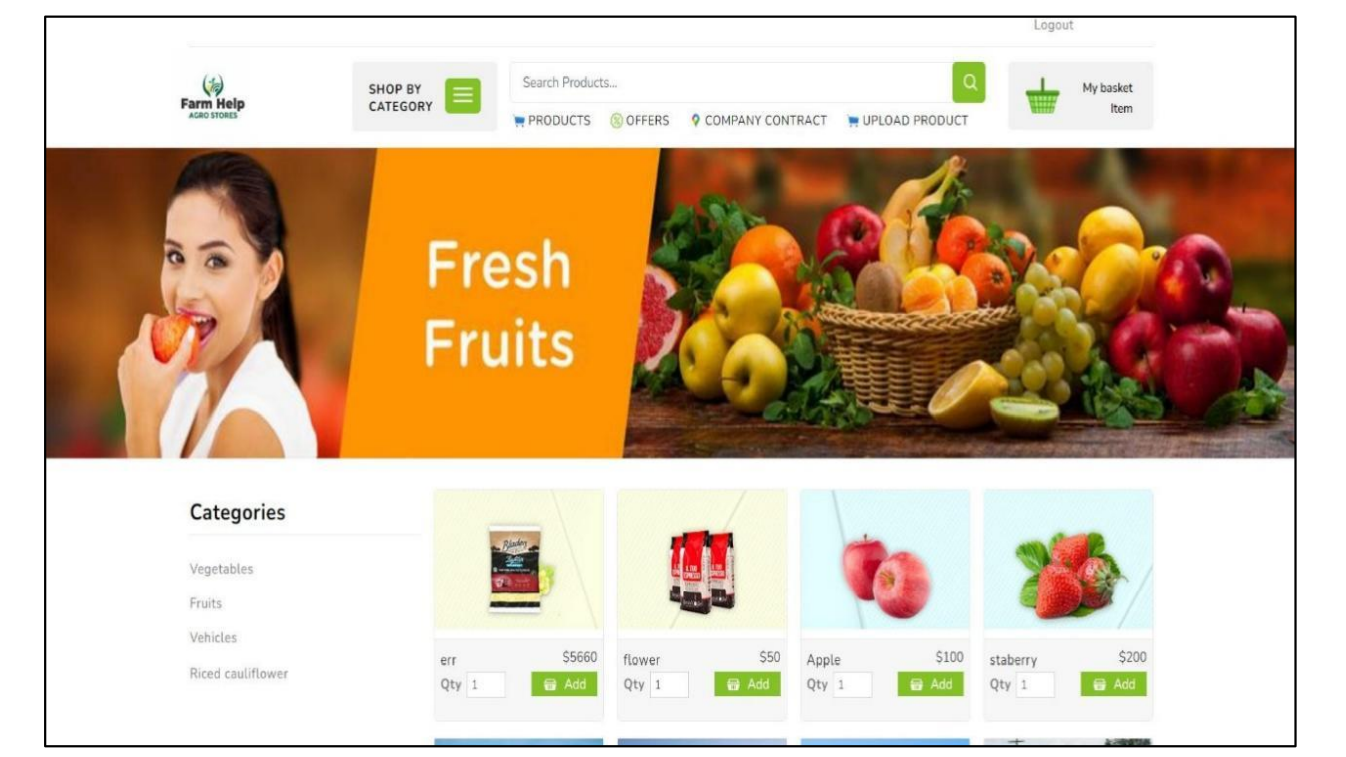 Logout
Farm Help
AGRO STORES
SHOP BY
CATEGORY
Search Products...
PRODUCTS OFFERS COMPANY CONTRACT UPLOAD PRODUCT
My basket
Item
Fresh
Fruits
Categories
Vegetables
Fruits
Vehicles
Riced cauliflower
Bladen
err $5660
Qty 1 Add
ESPRESSO
flower $50
Qty 1 Add
Apple $100
Qty 1 Add
staberry $200
Qty 1 Add